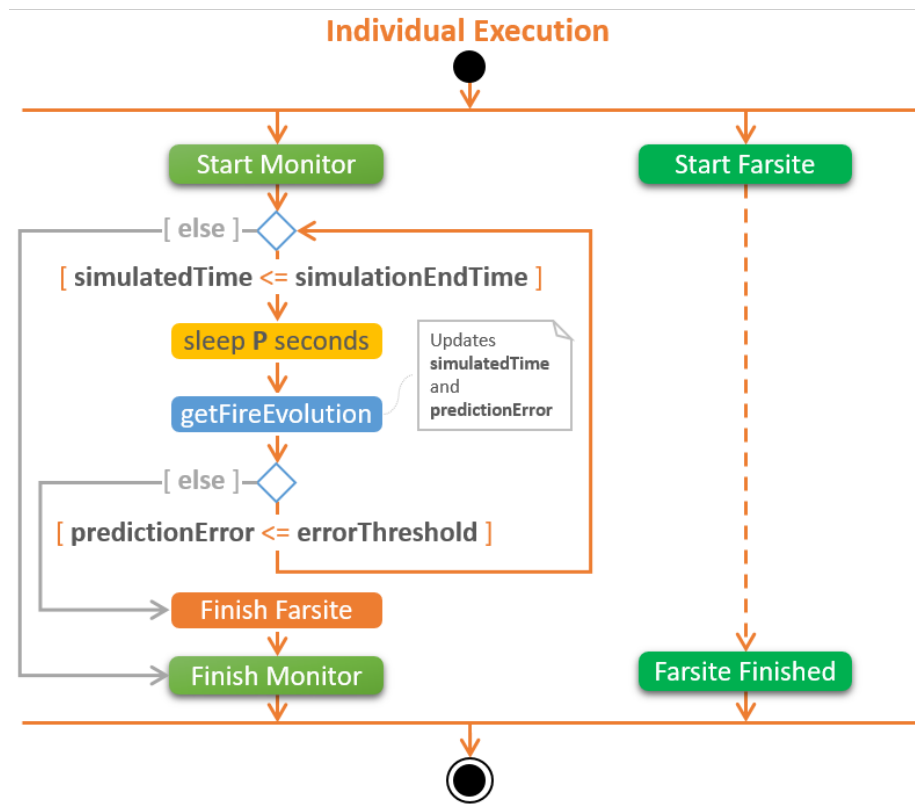 Individual Execution
Start Monitor
Start Farsite
[ else ]
[ simulatedTime <= simulationEndTime ]
sleep P seconds
Updates
simulatedTime
and
predictionError
getFireEvolution
[ else ]
[ predictionError <= errorThreshold ]
Finish Farsite
Finish Monitor
Farsite Finished